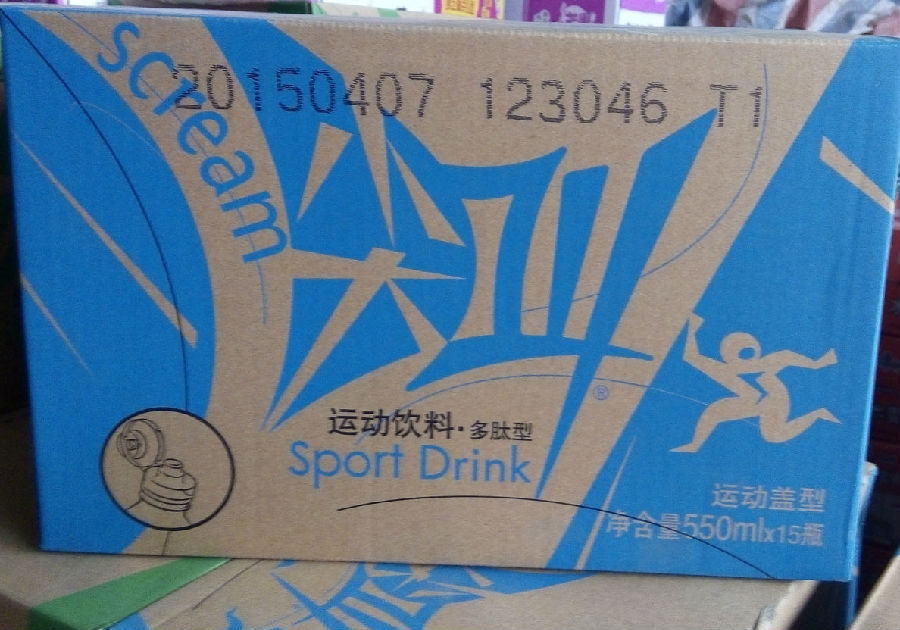 scream
20150407 123046 T1
尖叫
®
运动饮料·多肽型
Sport Drink
运动盖型
净含量550mlx15瓶